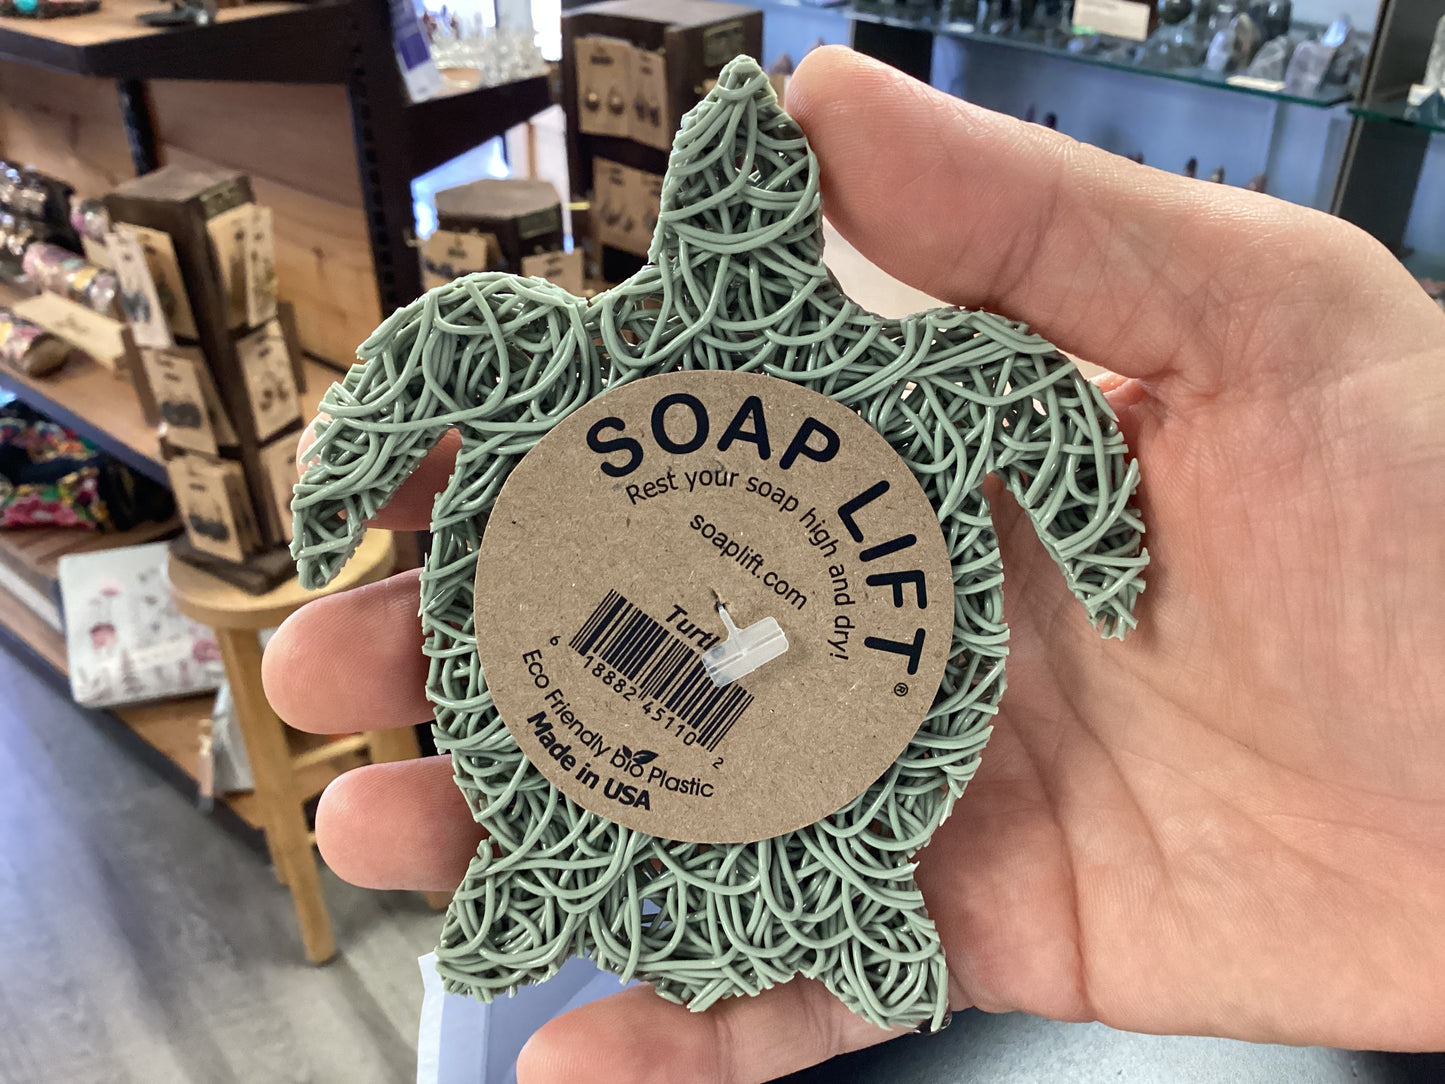 SOAP LIFT®
Rest your soap high and dry!
soaplift.com
Turtl
6 18882 45110 2
Eco Friendly bio Plastic
Made in USA